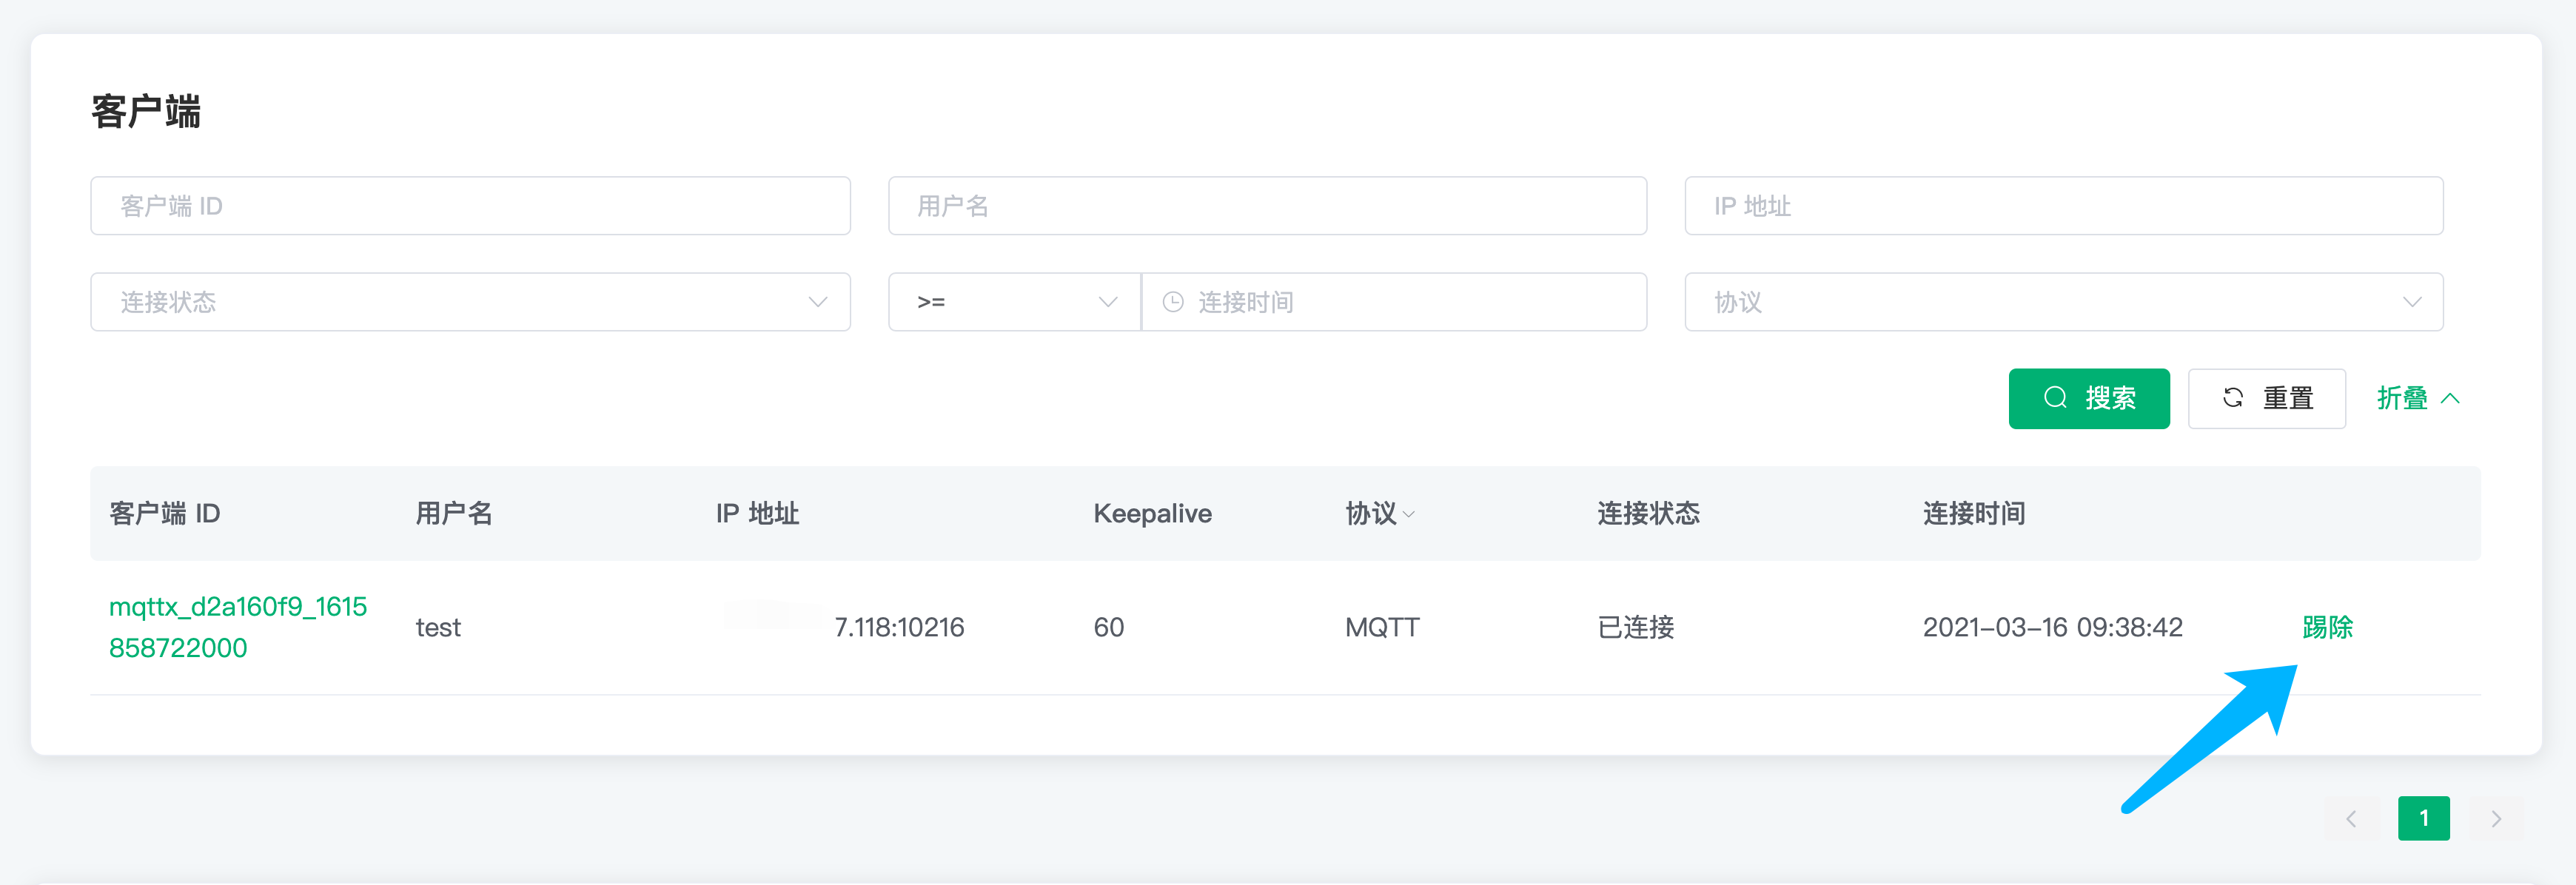 客户端
客户端 ID
用户名
IP 地址
连接状态
>=
连接时间
协议
搜索
重置
折叠
客户端 ID
用户名
IP 地址
Keepalive
协议
连接状态
连接时间
mqttx_d2a160f9_1615
858722000
test
7.118:10216
60
MQTT
已连接
2021-03-16 09:38:42
踢除
1